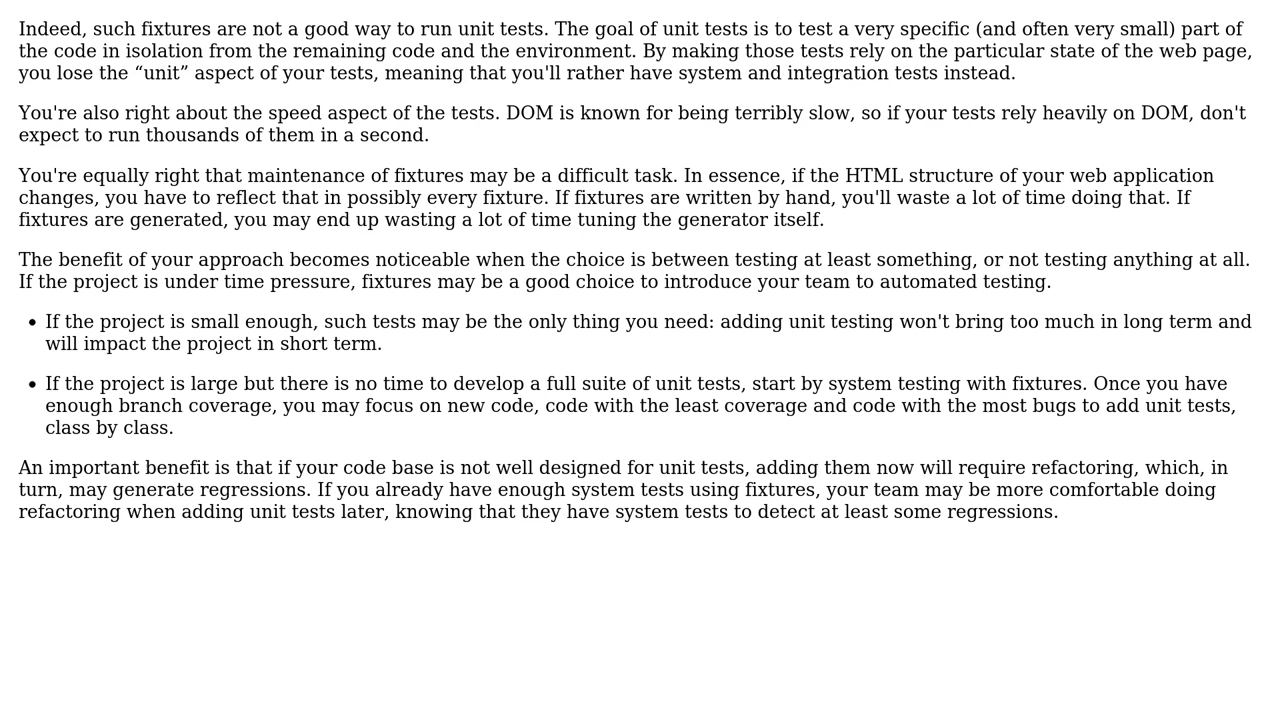 Indeed, such fixtures are not a good way to run unit tests. The goal of unit tests is to test a very specific (and often very small) part of
the code in isolation from the remaining code and the environment. By making those tests rely on the particular state of the web page,
you lose the “unit” aspect of your tests, meaning that you'll rather have system and integration tests instead.
You're also right about the speed aspect of the tests. DOM is known for being terribly slow, so if your tests rely heavily on DOM, don't
expect to run thousands of them in a second.
You're equally right that maintenance of fixtures may be a difficult task. In essence, if the HTML structure of your web application
changes, you have to reflect that in possibly every fixture. If fixtures are written by hand, you'll waste a lot of time doing that. If
fixtures are generated, you may end up wasting a lot of time tuning the generator itself.
The benefit of your approach becomes noticeable when the choice is between testing at least something, or not testing anything at all.
If the project is under time pressure, fixtures may be a good choice to introduce your team to automated testing.
• If the project is small enough, such tests may be the only thing you need: adding unit testing won't bring too much in long term and
will impact the project in short term.
• If the project is large but there is no time to develop a full suite of unit tests, start by system testing with fixtures. Once you have
enough branch coverage, you may focus on new code, code with the least coverage and code with the most bugs to add unit tests,
class by class.
An important benefit is that if your code base is not well designed for unit tests, adding them now will require refactoring, which, in
turn, may generate regressions. If you already have enough system tests using fixtures, your team may be more comfortable doing
refactoring when adding unit tests later, knowing that they have system tests to detect at least some regressions.